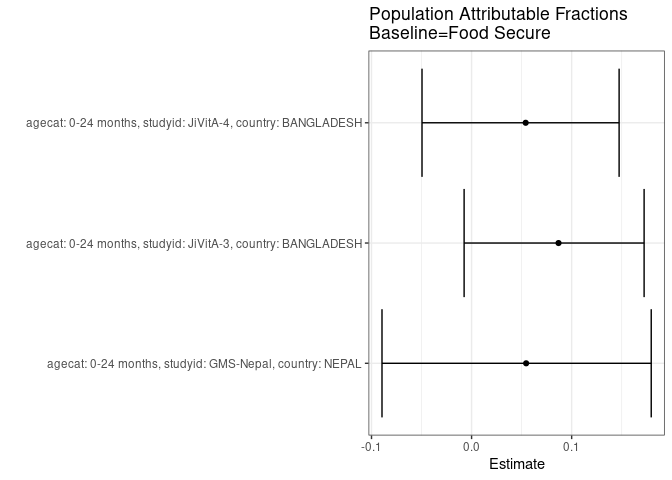 Population Attributable Fractions
Baseline=Food Secure
agecat: 0-24 months, studyid: JiVitA-4, country: BANGLADESH
agecat: 0-24 months, studyid: JiVitA-3, country: BANGLADESH
agecat: 0-24 months, studyid: GMS-Nepal, country: NEPAL
-0.1 0.0 0.1
Estimate